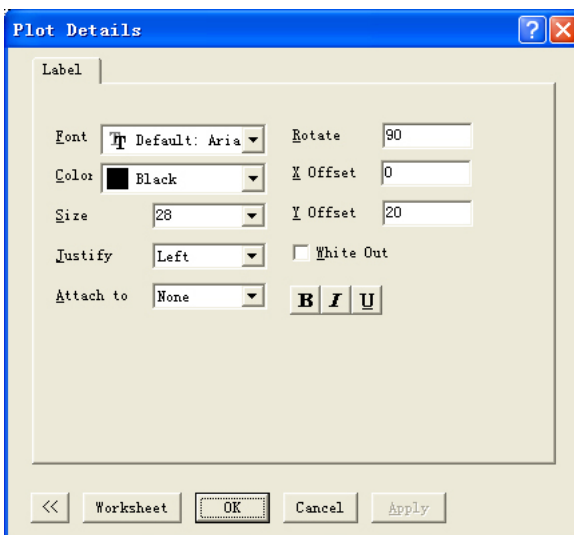 Plot Details
Label
Font Default: Aria
Color Black
Size 28
Justify Left
Attach to None
Rotate 90
X Offset 0
Y Offset 20
White Out
B I U
<< Worksheet OK Cancel Apply